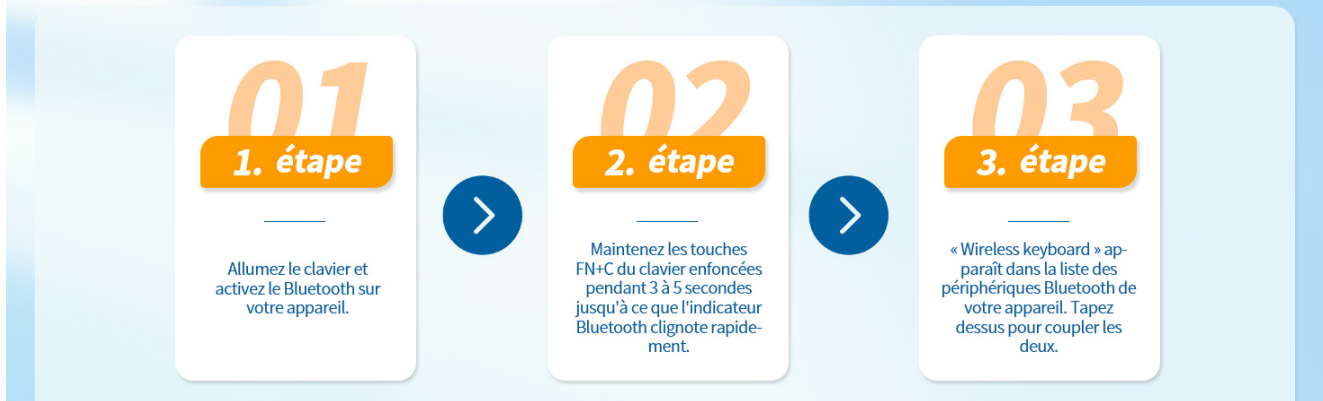 01
1. étape
Allumez le clavier et
activez le Bluetooth sur
votre appareil.
02
2. étape
Maintenez les touches
FN+C du clavier enfoncées
pendant 3 à 5 secondes
jusqu'à ce que l'indicateur
Bluetooth clignote rapide-
ment.
03
3. étape
« Wireless keyboard » ap-
paraît dans la liste des
périphériques Bluetooth de
votre appareil. Tapez
dessus pour coupler les
deux.